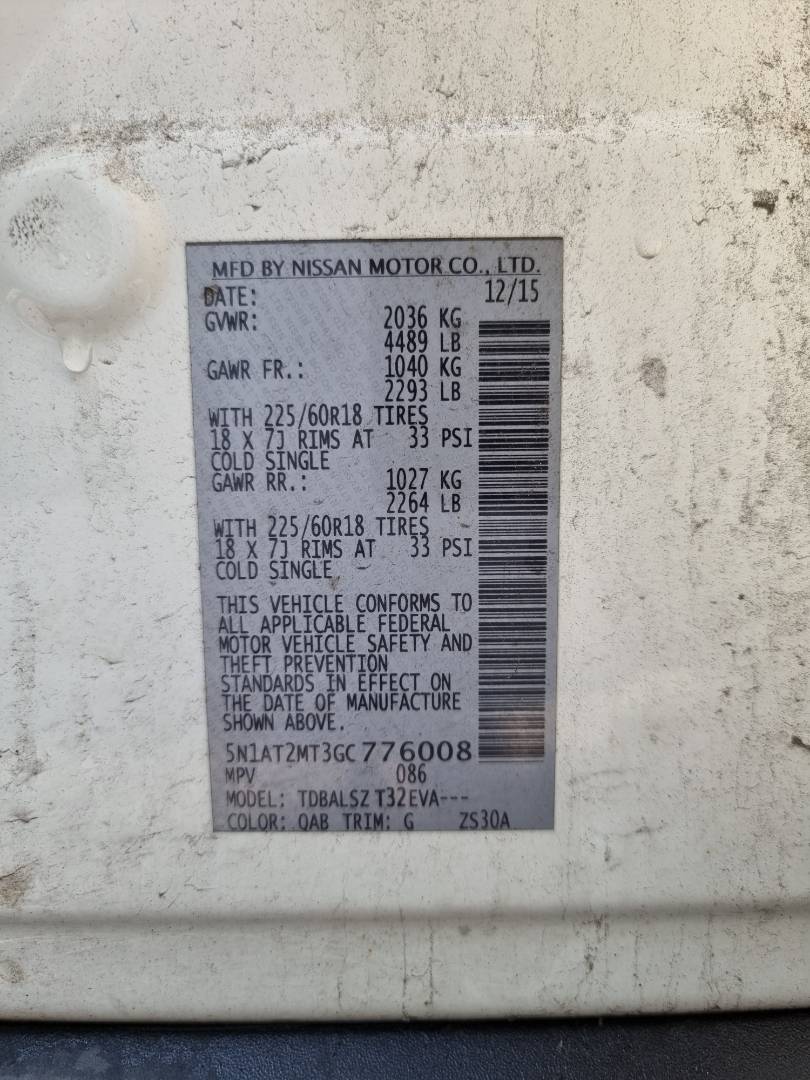 MFD BY NISSAN MOTOR CO., LTD.
DATE: 12/15
GVWR: 2036 KG
4489 LB
GAWR FR.: 1040 KG
2293 LB
WITH 225/60R18 TIRES
18 X 7J RIMS AT 33 PSI
COLD SINGLE
GAWR RR.: 1027 KG
2264 LB
WITH 225/60R18 TIRES
18 X 7J RIMS AT 33 PSI
COLD SINGLE
THIS VEHICLE CONFORMS TO
ALL APPLICABLE FEDERAL
MOTOR VEHICLE SAFETY AND
THEFT PREVENTION
STANDARDS IN EFFECT ON
THE DATE OF MANUFACTURE
SHOWN ABOVE.
5N1AT2MT3GC776008
MPV 086
MODEL: TDBALSZ T32EVA---
COLOR: QAB TRIM: G ZS30A